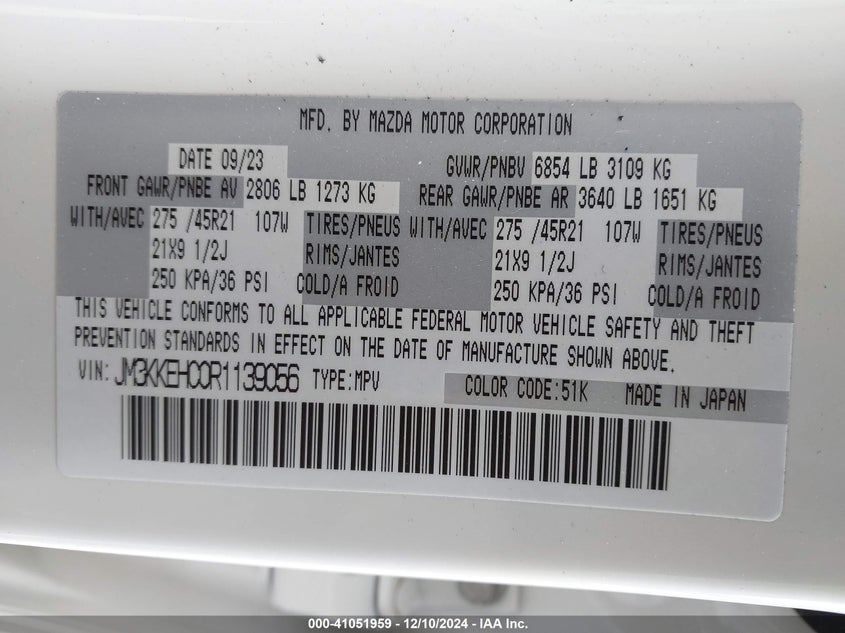 MFD. BY MAZDA MOTOR CORPORATION
DATE 09/23 GVWR/PNBV 6854 LB 3109 KG
FRONT GAWR/PNBE AV 2806 LB 1273 KG REAR GAWR/PNBE AR 3640 LB 1651 KG
WITH/AVEC 275 /45R21 107W TIRES/PNEUS WITH/AVEC 275 /45R21 107W TIRES/PNEUS
21X9 1/2J RIMS/JANTES 21X9 1/2J RIMS/JANTES
250 KPA/36 PSI COLD/A FROID 250 KPA/36 PSI COLD/A FROID
THIS VEHICLE CONFORMS TO ALL APPLICABLE FEDERAL MOTOR VEHICLE SAFETY AND THEFT
PREVENTION STANDARDS IN EFFECT ON THE DATE OF MANUFACTURE SHOWN ABOVE.
VIN: JM3KKEHC0R1139056 TYPE:MPV COLOR CODE:51K MADE IN JAPAN
000-41051959 — 12/10/2024 — IAA Inc.